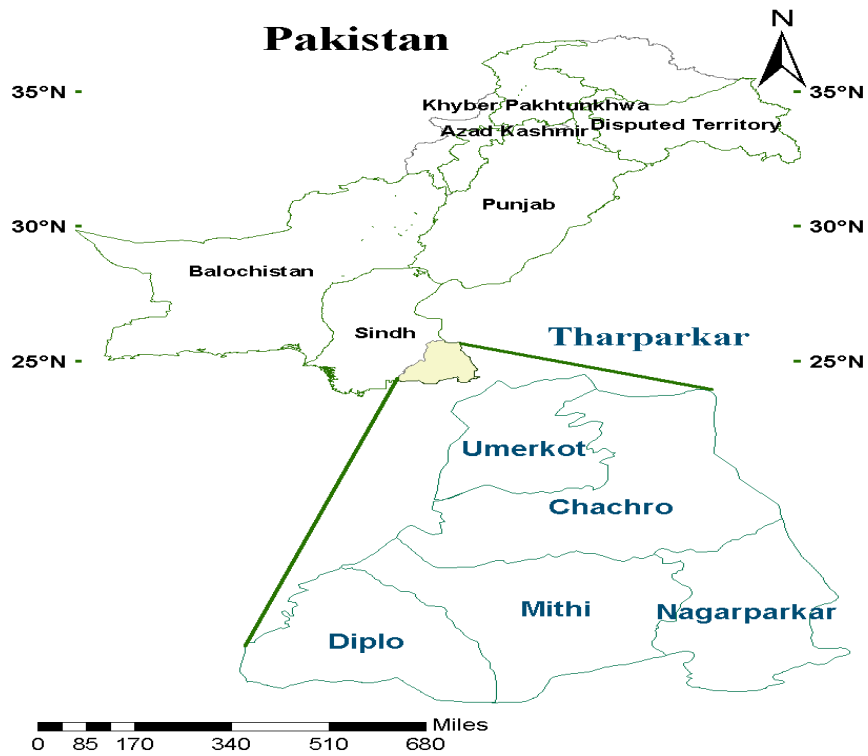 Pakistan
N
35°N
35°N
Khyber Pakhtunkhwa
Azad Kashmir
Disputed Territory
Punjab
30°N
30°N
Balochistan
Sindh
Tharparkar
25°N
25°N
Umerkot
Chachro
Mithi
Nagarparkar
Diplo
Miles
0 85 170 340 510 680